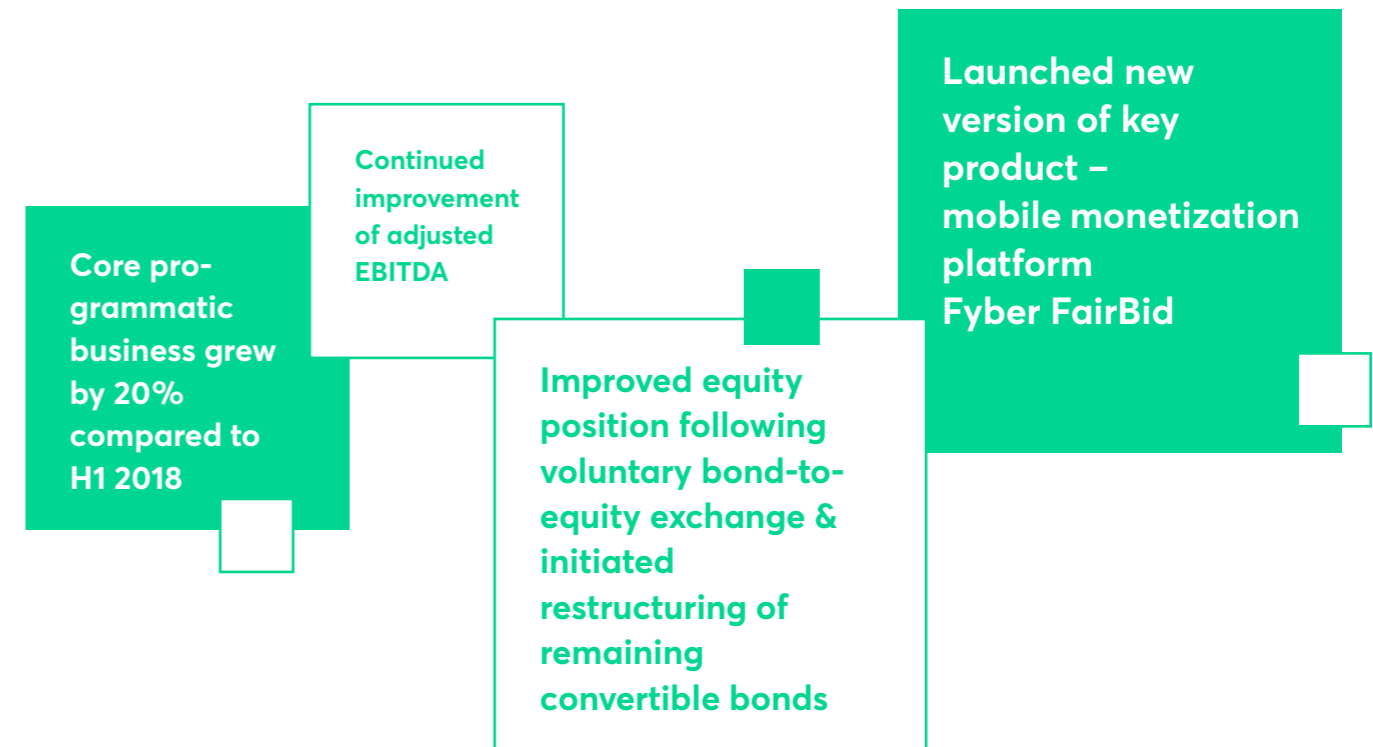 Core pro-
grammatic
business grew
by 20%
compared to
H1 2018
Continued
improvement
of adjusted
EBITDA
Improved equity
position following
voluntary bond-to-
equity exchange &
initiated
restructuring of
remaining
convertible bonds
Launched new
version of key
product –
mobile monetization
platform
Fyber FairBid